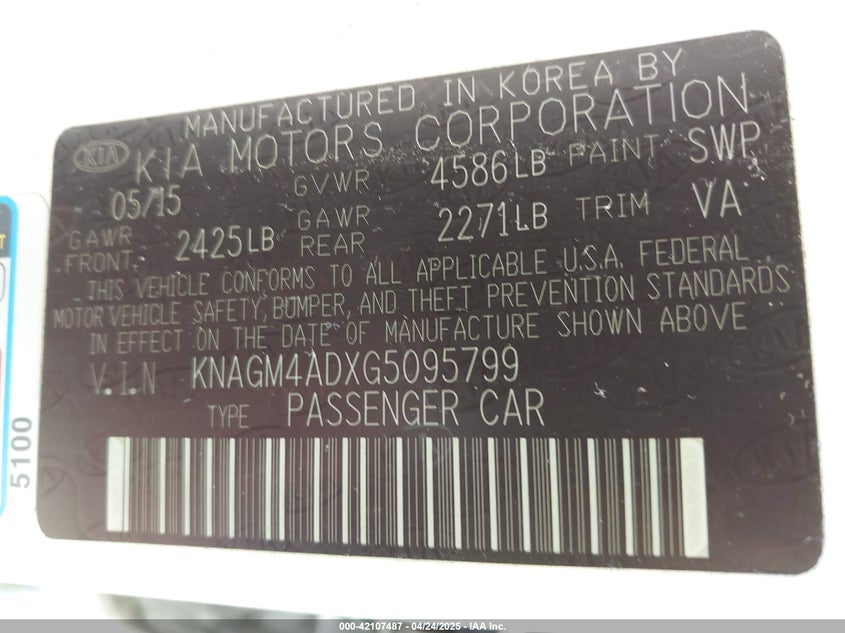 MANUFACTURED IN KOREA BY
KIA KIA MOTORS CORPORATION
05/15 GVWR 4586LB PAINT SWP
GAWR FRONT 2425LB GAWR REAR 2271LB TRIM VA
THIS VEHICLE CONFORMS TO ALL APPLICABLE U.S.A. FEDERAL
MOTOR VEHICLE SAFETY, BUMPER, AND THEFT PREVENTION STANDARDS
IN EFFECT ON THE DATE OF MANUFACTURE SHOWN ABOVE
V.I.N KNAGM4ADXG5095799
TYPE PASSENGER CAR
5100
000-42107487 - 04/24/2025 - IAA Inc.